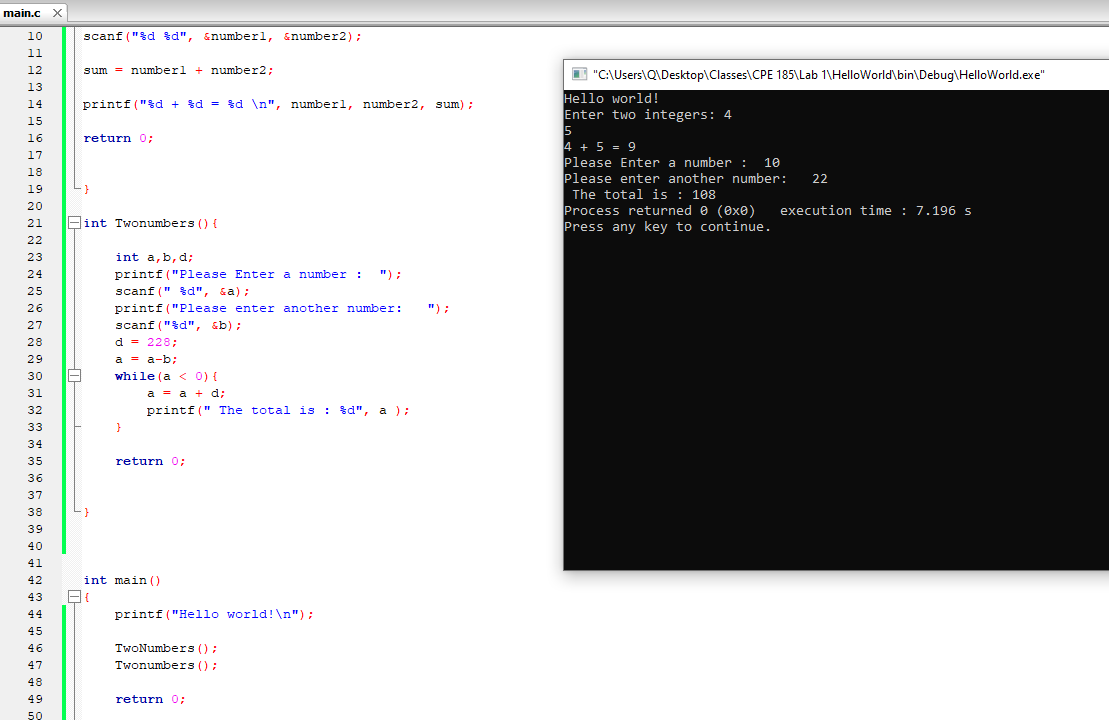 main.c
10 scanf("%d %d", &number1, &number2);
11
12 sum = number1 + number2;
13
14 printf("%d + %d = %d \n", number1, number2, sum);
15
16 return 0;
17
18
19 }
20
21 int Twonumbers(){
22
23 int a,b,d;
24 printf("Please Enter a number :  ");
25 scanf(" %d", &a);
26 printf("Please enter another number:   ");
27 scanf("%d", &b);
28 d = 228;
29 a = a-b;
30 while(a < 0){
31 a = a + d;
32 printf(" The total is : %d", a );
33 }
34
35 return 0;
36
37
38 }
39
40
41
42 int main()
43 {
44 printf("Hello world!\n");
45
46 TwoNumbers();
47 Twonumbers();
48
49 return 0;
50
"C:\Users\Q\Desktop\Classes\CPE 185\Lab 1\HelloWorld\bin\Debug\HelloWorld.exe"
Hello world!
Enter two integers: 4
5
4 + 5 = 9
Please Enter a number :  10
Please enter another number:   22
 The total is : 108
Process returned 0 (0x0)   execution time : 7.196 s
Press any key to continue.